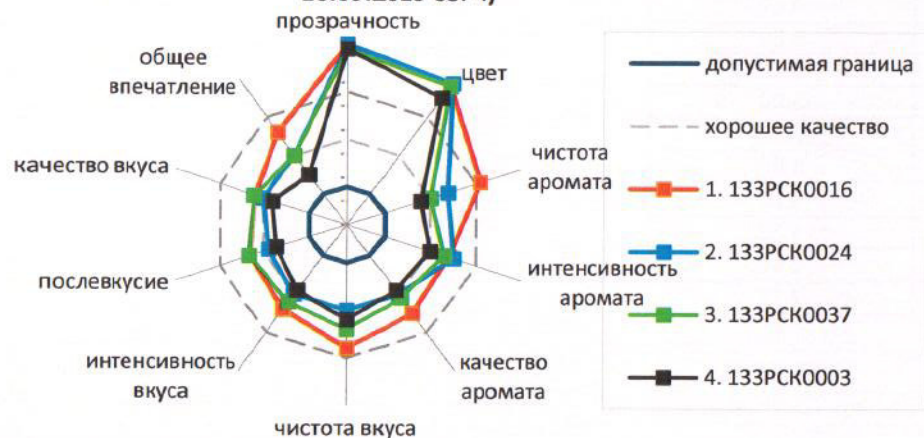 прозрачность
общее
впечатление
цвет
качество вкуса
чистота
аромата
послевкусие
интенсивность
аромата
интенсивность
вкуса
качество
аромата
чистота вкуса
допустимая граница
хорошее качество
1. 133РСК0016
2. 133РСК0024
3. 133РСК0037
4. 133РСК0003